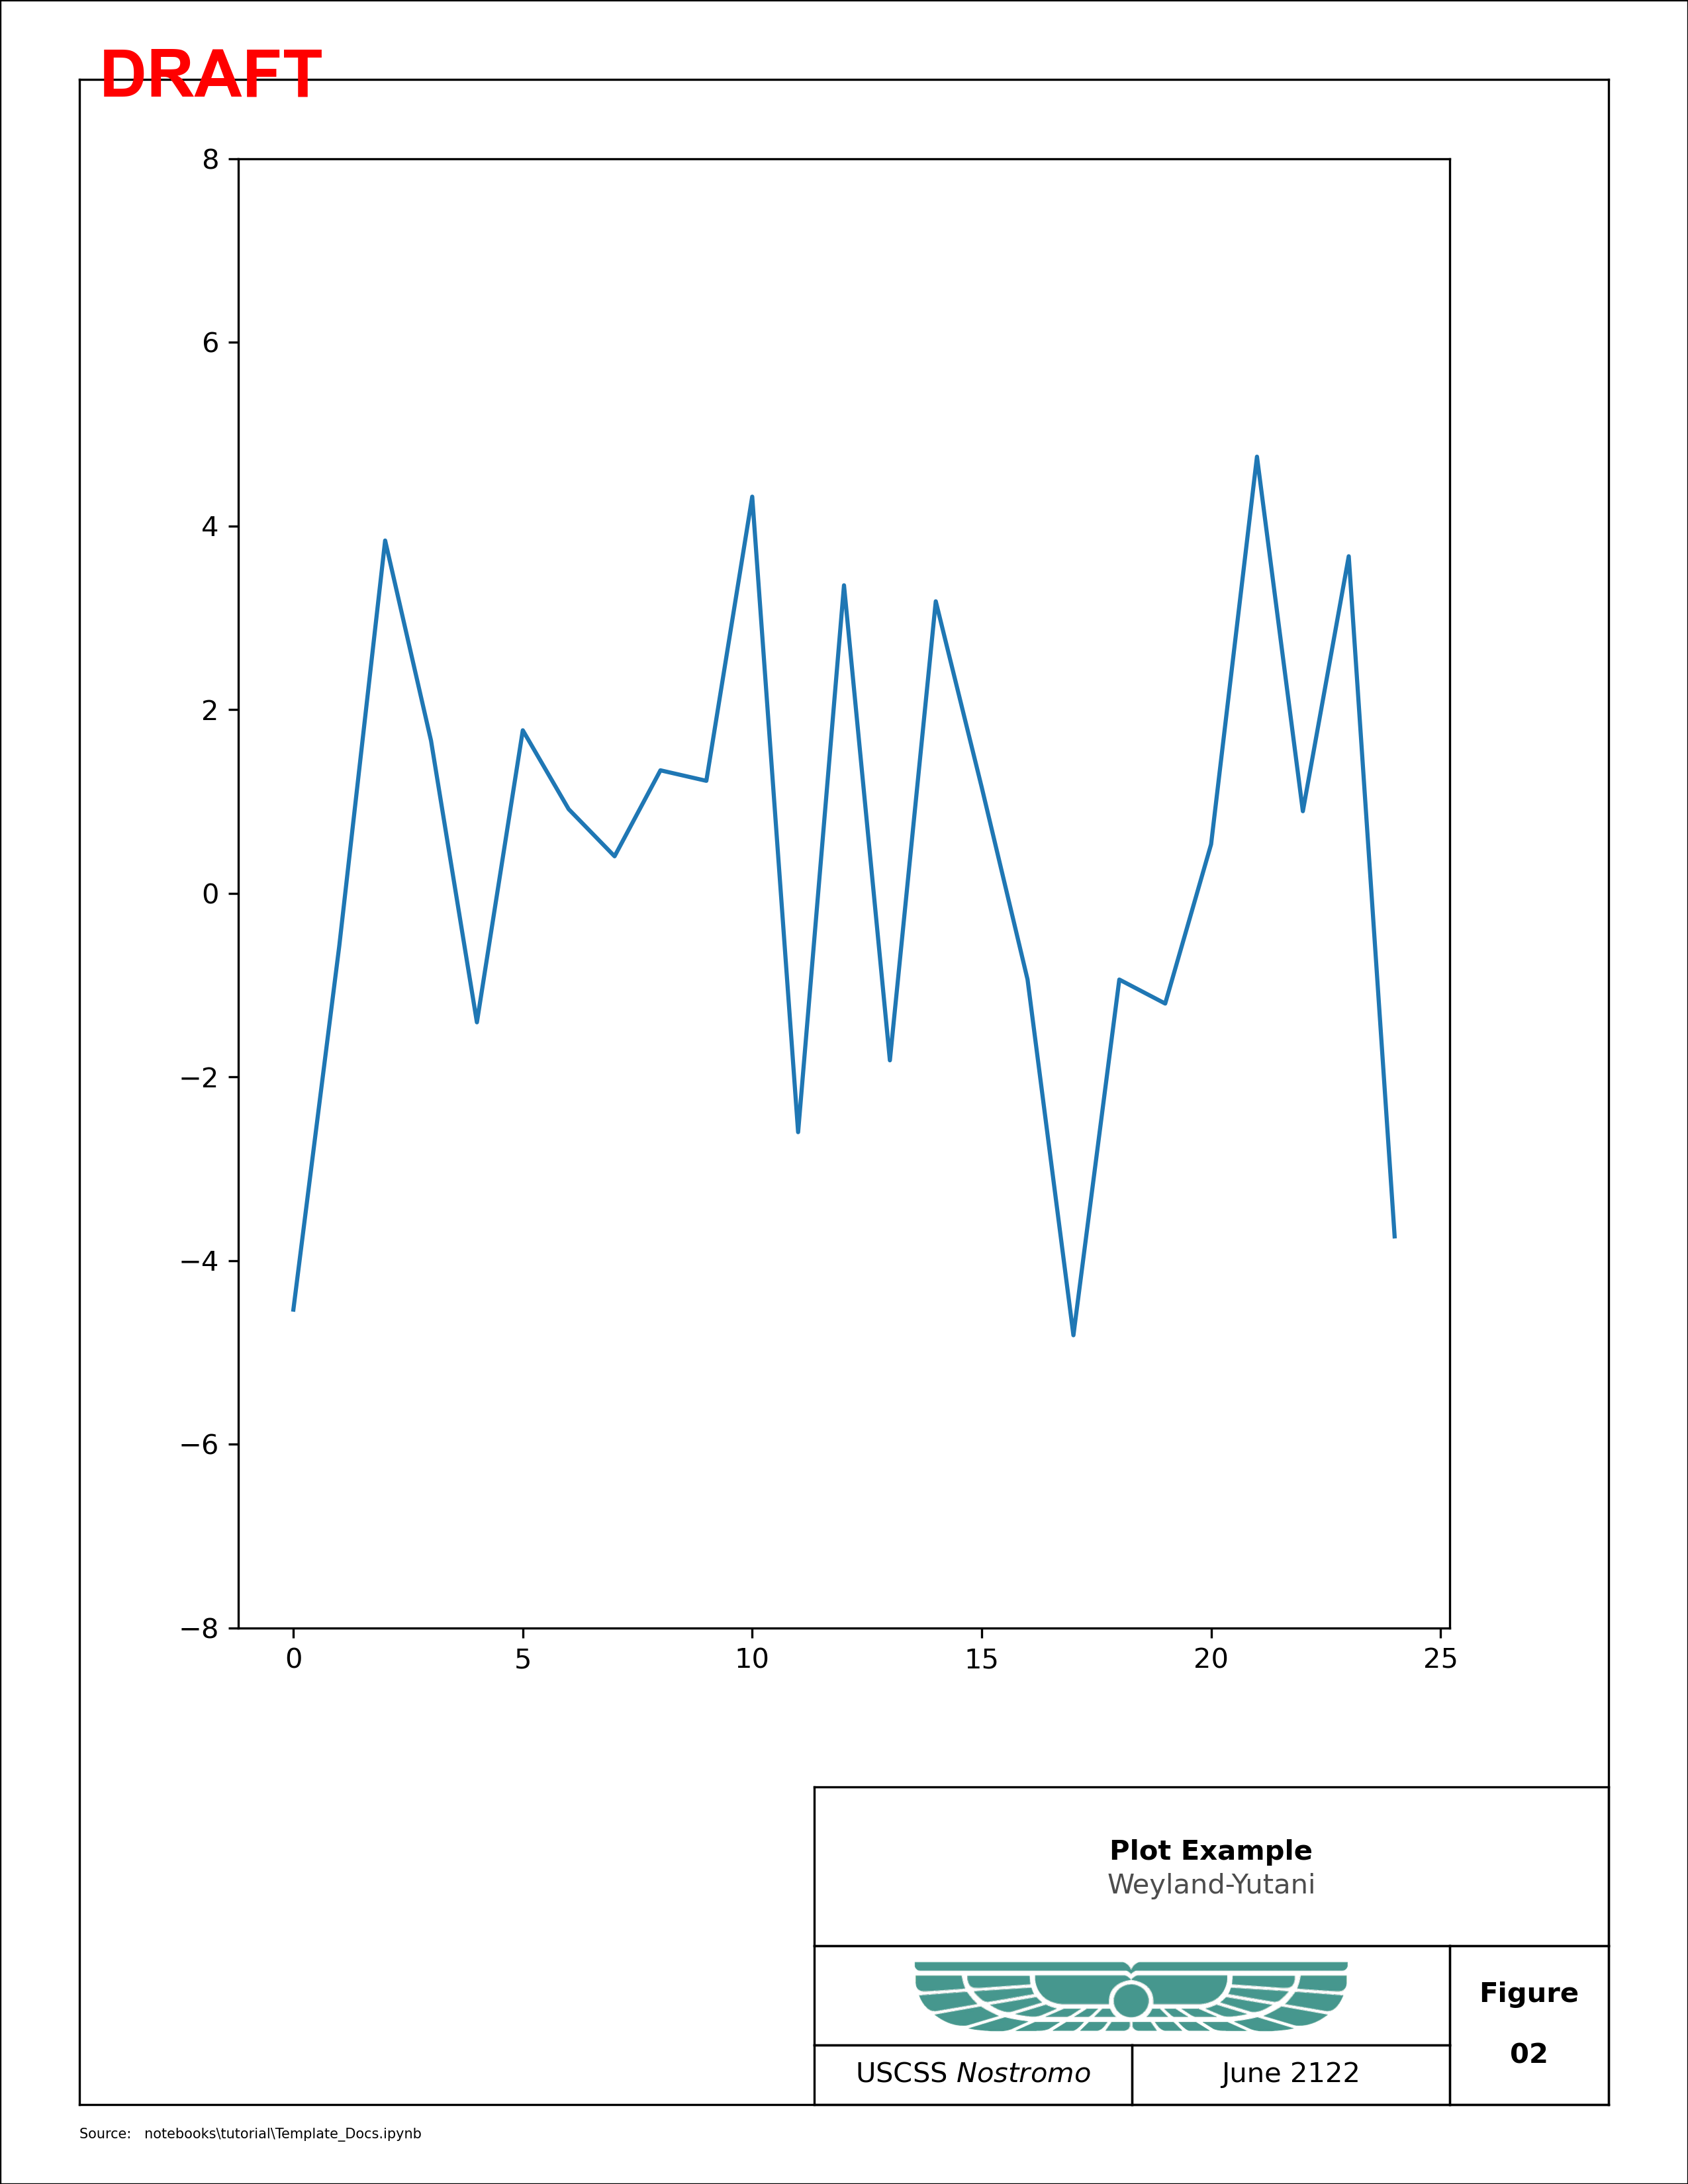 DRAFT
8
6
4
2
0
−2
−4
−6
−8
0 5 10 15 20 25
Plot Example
Weyland-Yutani
Figure
02
USCSS Nostromo
June 2122
Source: notebooks\tutorial\Template_Docs.ipynb